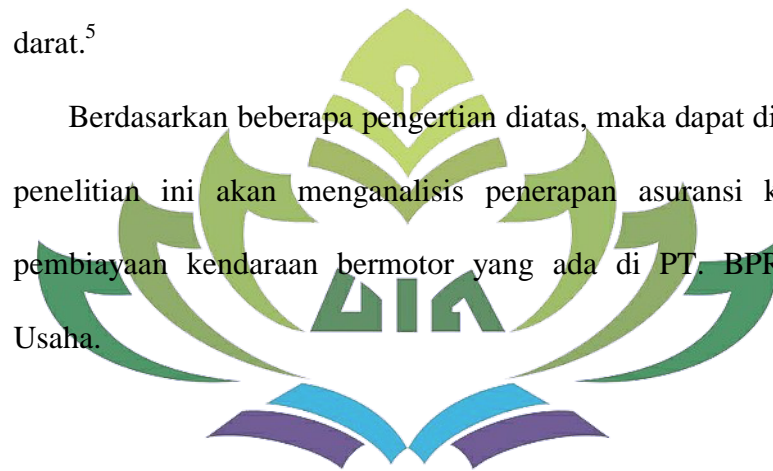 darat.5
Berdasarkan beberapa pengertian diatas, maka dapat di
penelitian ini akan menganalisis penerapan asuransi k
pembiayaan kendaraan bermotor yang ada di PT. BPR
Usaha.
UIN